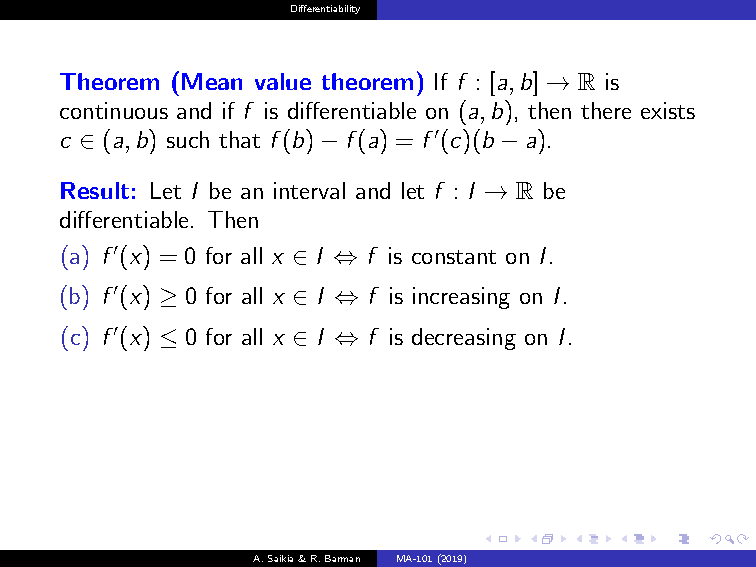 Differentiability
Theorem (Mean value theorem) If f : [a, b] → ℝ is
continuous and if f is differentiable on (a, b), then there exists
c ∈ (a, b) such that f(b) − f(a) = f′(c)(b − a).
Result: Let I be an interval and let f : I → ℝ be
differentiable. Then
(a) f′(x) = 0 for all x ∈ I ⇔ f is constant on I.
(b) f′(x) ≥ 0 for all x ∈ I ⇔ f is increasing on I.
(c) f′(x) ≤ 0 for all x ∈ I ⇔ f is decreasing on I.
A. Saikia & R. Barman MA-101 (2019)